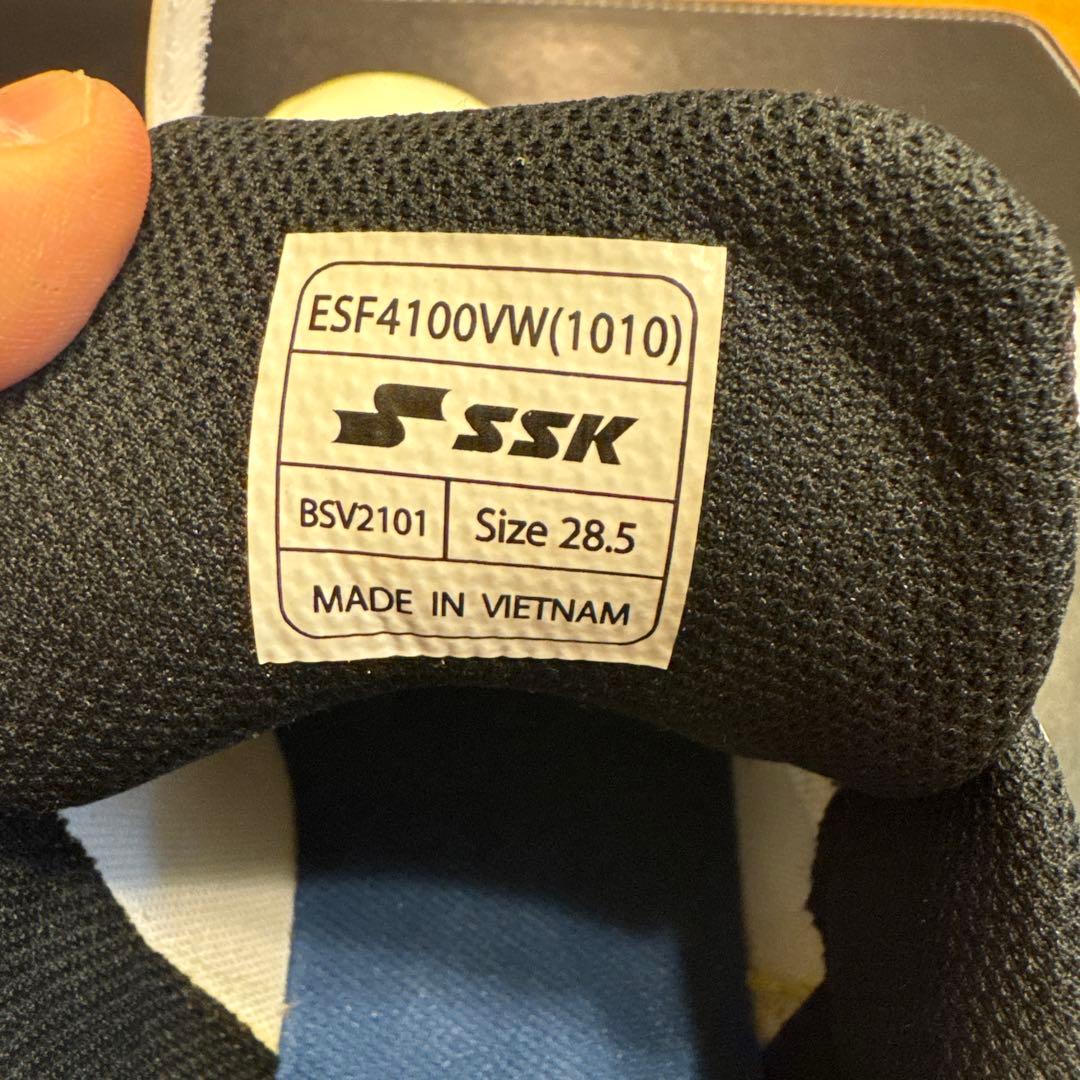 ESF4100VW(1010)
SSK
BSV2101 Size 28.5
MADE IN VIETNAM